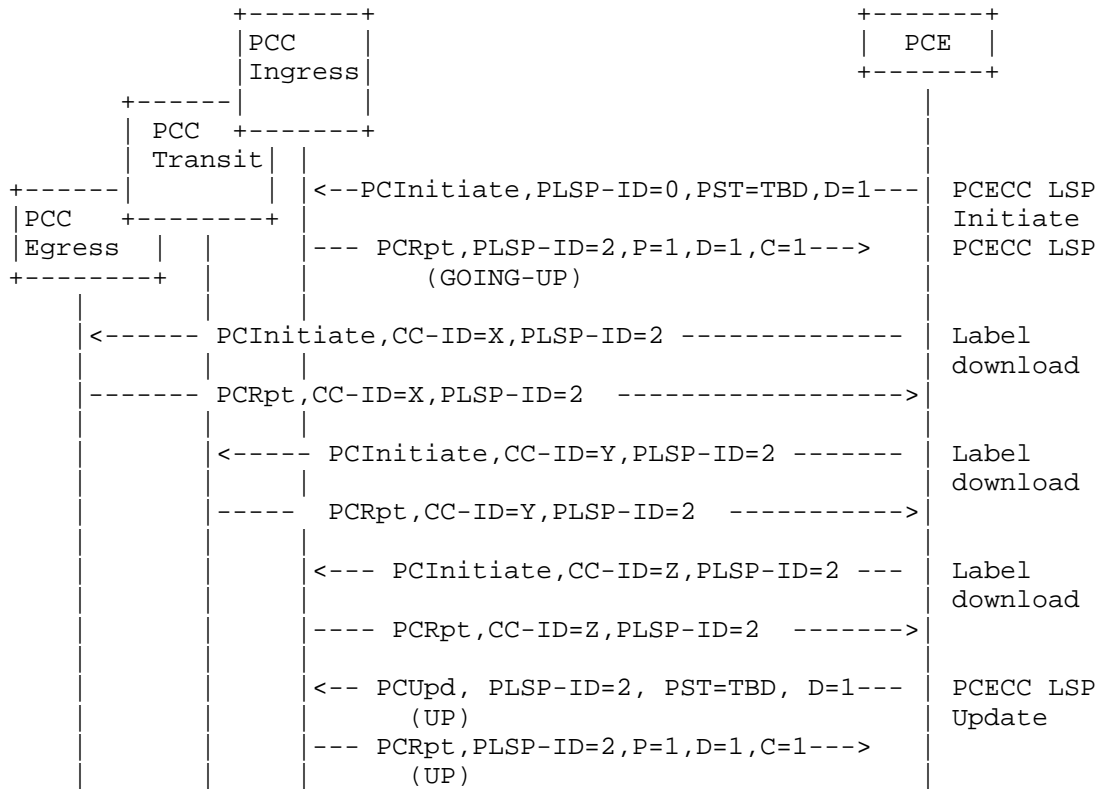 PCC PCE
Ingress
PCC
Transit
<--PCInitiate,PLSP-ID=0,PST=TBD,D=1--- PCECC LSP
PCC Initiate
Egress --- PCRpt,PLSP-ID=2,P=1,D=1,C=1---> PCECC LSP
(GOING-UP)
<------ PCInitiate,CC-ID=X,PLSP-ID=2 -------------- Label
download
------- PCRpt,CC-ID=X,PLSP-ID=2 ------------------>
<----- PCInitiate,CC-ID=Y,PLSP-ID=2 ------- Label
download
----- PCRpt,CC-ID=Y,PLSP-ID=2 ----------->
<--- PCInitiate,CC-ID=Z,PLSP-ID=2 --- Label
download
---- PCRpt,CC-ID=Z,PLSP-ID=2 ------->
<-- PCUpd, PLSP-ID=2, PST=TBD, D=1--- PCECC LSP
(UP) Update
--- PCRpt,PLSP-ID=2,P=1,D=1,C=1--->
(UP)